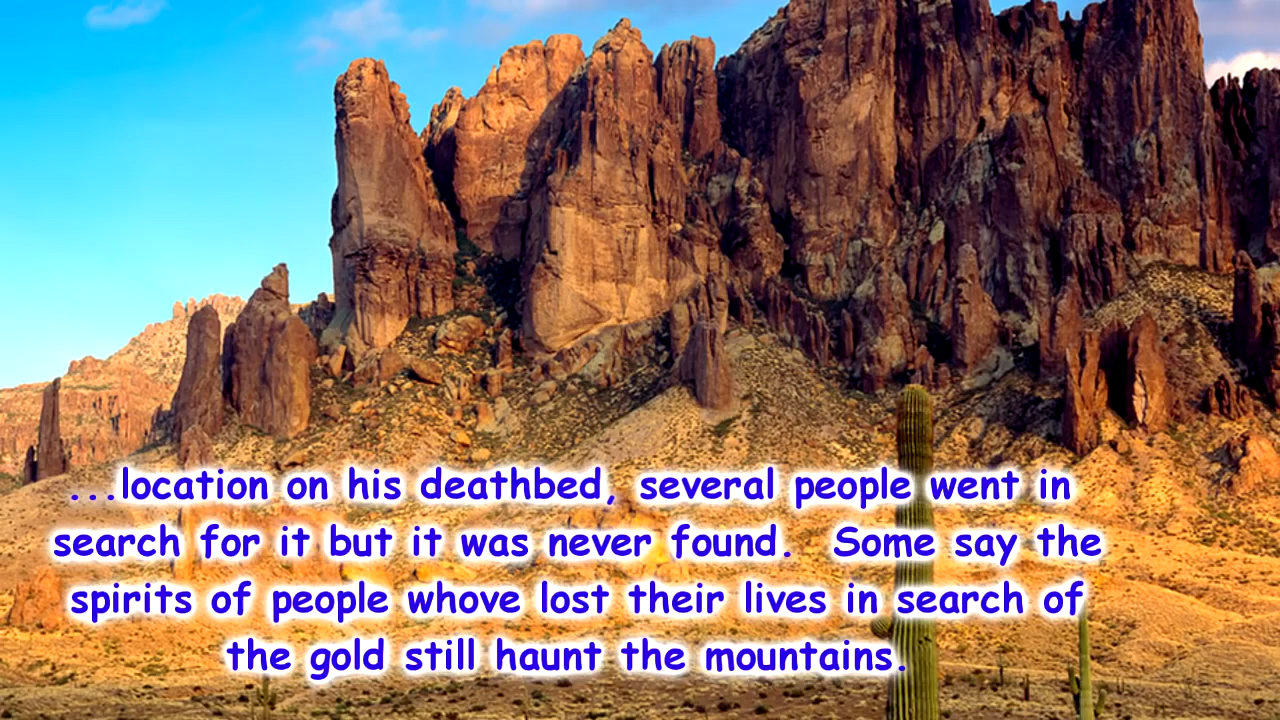 ...location on his deathbed, several people went in
search for it but it was never found.  Some say the
spirits of people whove lost their lives in search of
the gold still haunt the mountains.